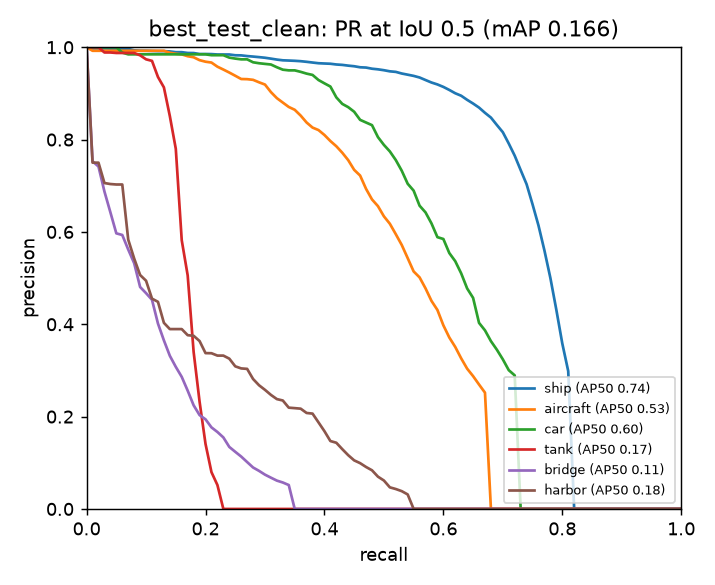 best_test_clean: PR at IoU 0.5 (mAP 0.166)
1.0
0.8
0.6
0.4
0.2
0.0
precision
ship (AP50 0.74)
aircraft (AP50 0.53)
car (AP50 0.60)
tank (AP50 0.17)
bridge (AP50 0.11)
harbor (AP50 0.18)
0.0 0.2 0.4 0.6 0.8 1.0
recall